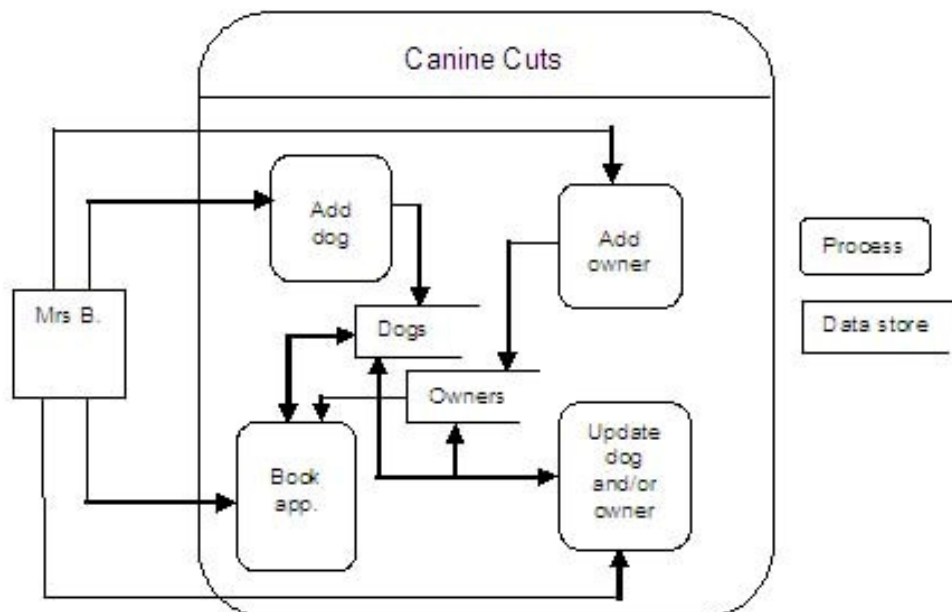 Canine Cuts
Add
dog
Add
owner
Process
Mrs B.
Dogs
Data store
Owners
Book
app.
Update
dog
and/or
owner